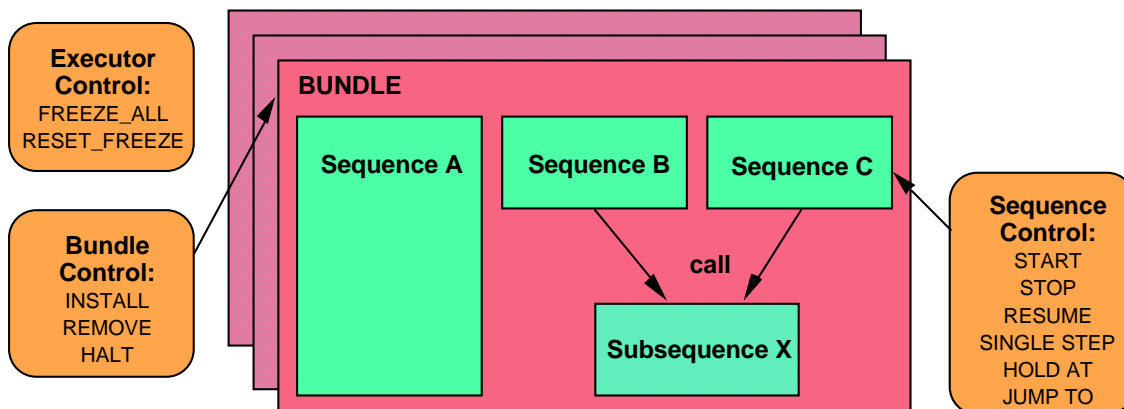 Executor
Control:
FREEZE_ALL
RESET_FREEZE
Bundle
Control:
INSTALL
REMOVE
HALT
BUNDLE
Sequence A
Sequence B
Sequence C
call
Subsequence X
Sequence
Control:
START
STOP
RESUME
SINGLE STEP
HOLD AT
JUMP TO